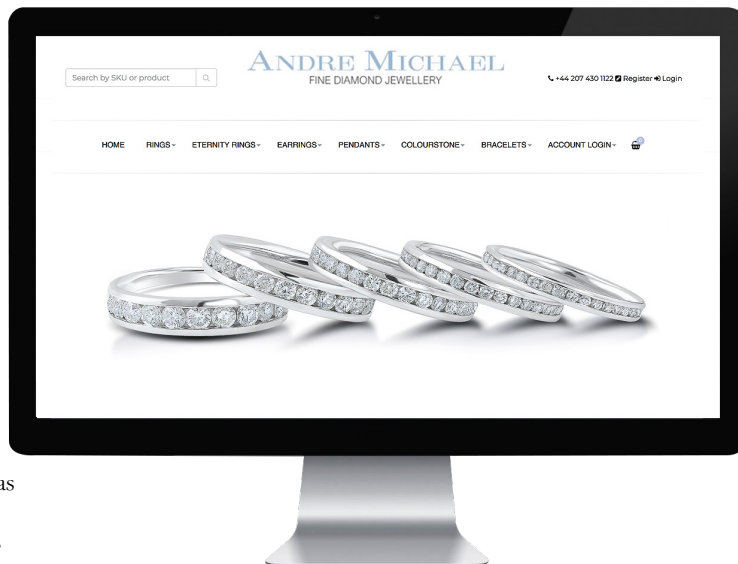 ANDRE MICHAEL
FINE DIAMOND JEWELLERY
Search by SKU or product
+44 207 430 1122 Register Login
HOME RINGS ETERNITY RINGS EARRINGS PENDANTS COLOURSTONE BRACELETS ACCOUNT LOGIN
as